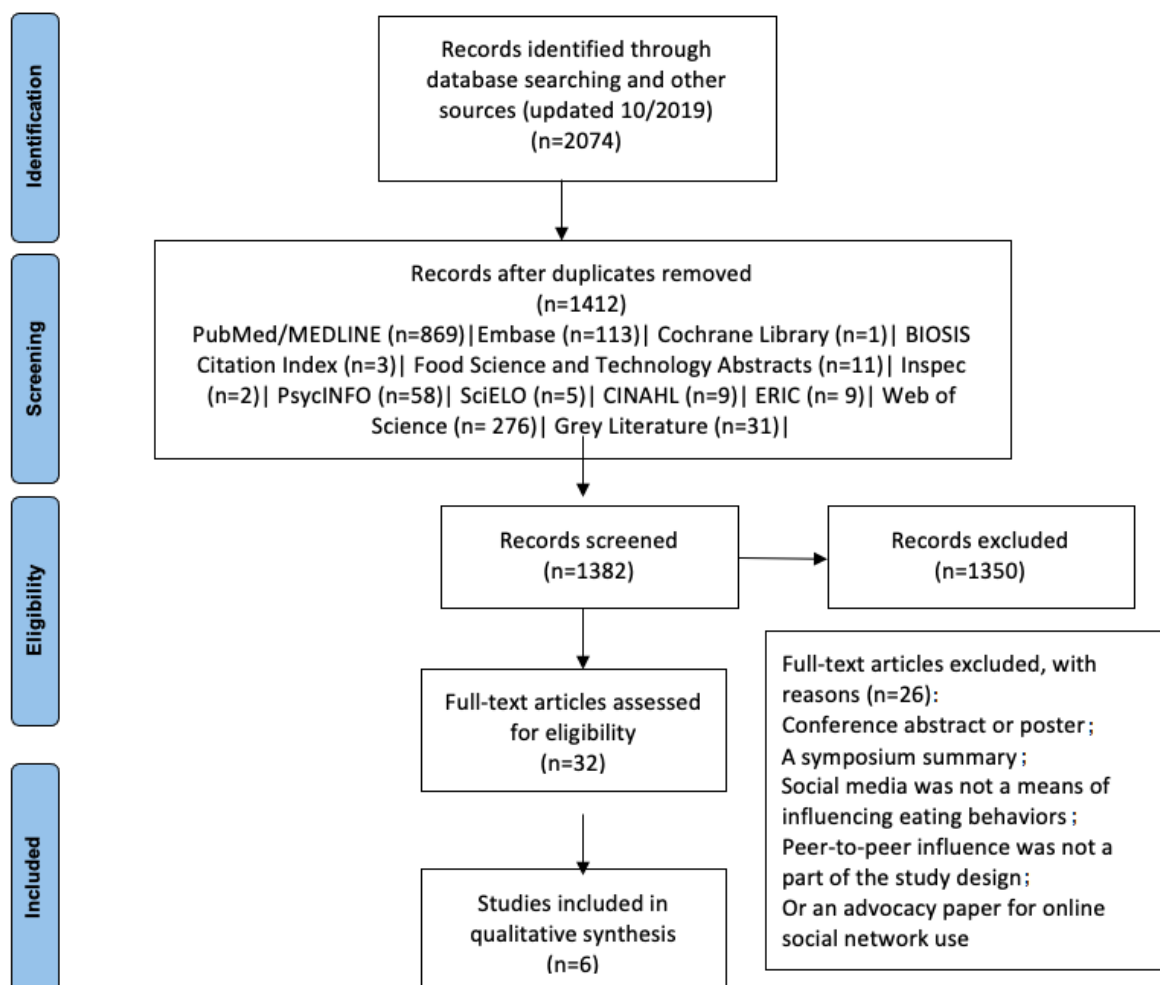 Identification
Records identified through
database searching and other
sources (updated 10/2019)
(n=2074)
Screening
Records after duplicates removed
(n=1412)
PubMed/MEDLINE (n=869)|Embase (n=113)| Cochrane Library (n=1)| BIOSIS
Citation Index (n=3)| Food Science and Technology Abstracts (n=11)| Inspec
(n=2)| PsycINFO (n=58)| SciELO (n=5)| CINAHL (n=9)| ERIC (n= 9)| Web of
Science (n= 276)| Grey Literature (n=31)|
Eligibility
Records screened
(n=1382)
Records excluded
(n=1350)
Full-text articles assessed
for eligibility
(n=32)
Full-text articles excluded, with
reasons (n=26):
Conference abstract or poster;
A symposium summary;
Social media was not a means of
influencing eating behaviors;
Peer-to-peer influence was not a
part of the study design;
Or an advocacy paper for online
social network use
Included
Studies included in
qualitative synthesis
(n=6)